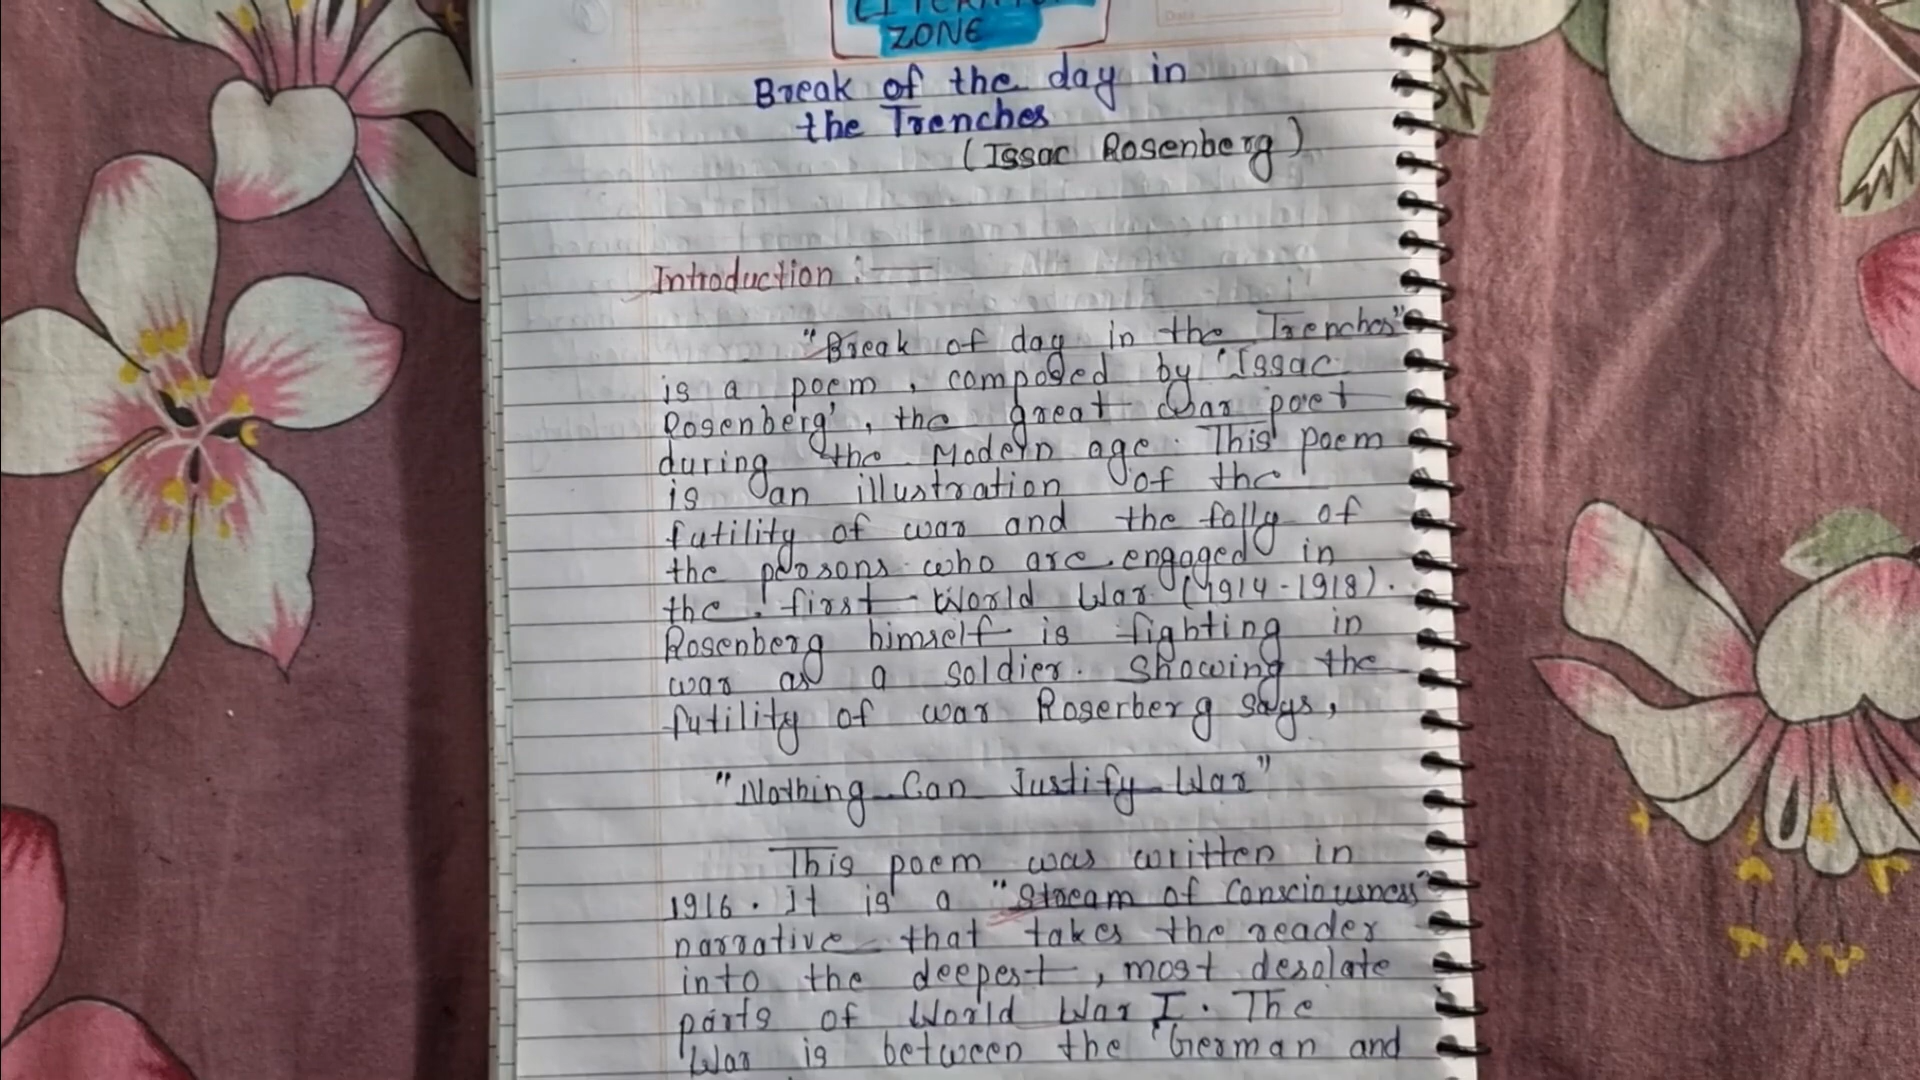 ZONE
Break of the day in
the Trenches
(Issac Rosenberg)
Introduction :—
"Break of day in the Trenches"
is a poem, composed by 'Issac
Rosenberg', the great war poet
during the Modern age. This poem
is an illustration of the
futility of war and the folly of
the persons who are engaged in
the first World War (1914-1918).
Rosenberg himself is fighting in
war as a soldier. Showing the
futility of war Roserberg says,
"Nothing Can Justify War"
This poem was written in
1916. It is a "Stream of Consciousness"
narrative that takes the reader
into the deepest, most desolate
parts of World War I. The
War is between the German and